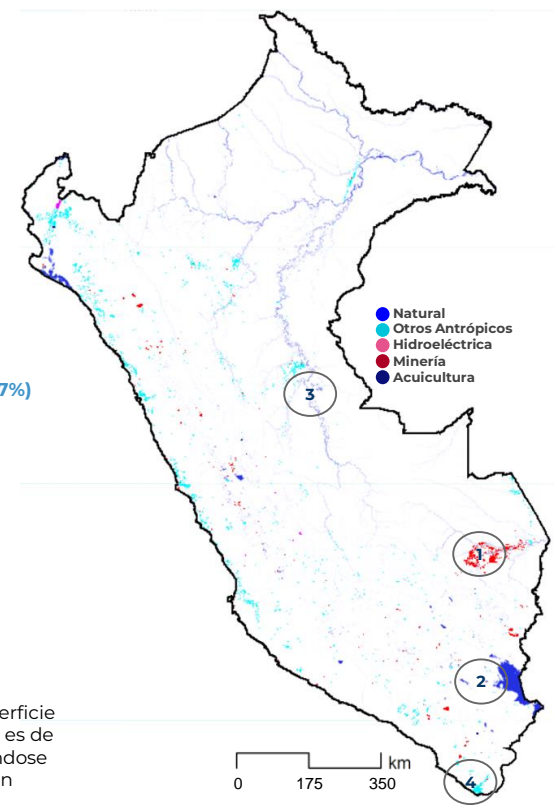 Natural
Otros Antrópicos
Hidroeléctrica
Minería
Acuicultura
7%)
3
1
2
erficie
es de
ndose
n
4
km
0 175 350